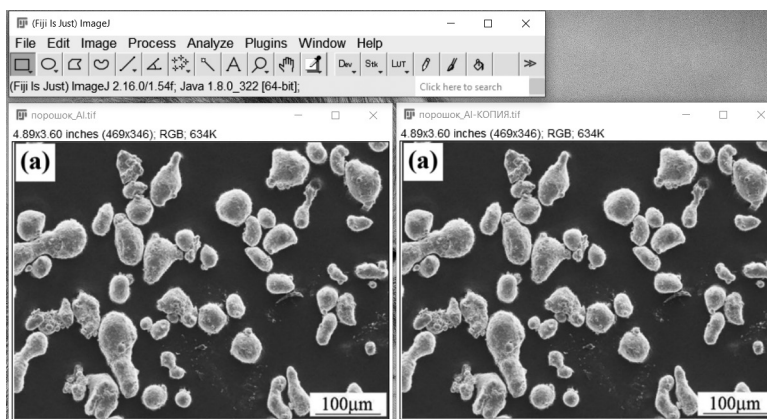 (Fiji Is Just) ImageJ
File Edit Image Process Analyze Plugins Window Help
A Dev Stk LUT >>
(Fiji Is Just) ImageJ 2.16.0/1.54f; Java 1.8.0_322 [64-bit];
Click here to search
порошок_Al.tif
4.89x3.60 inches (469x346); RGB; 634K
(a)
100μm
порошок_Al-КОПИЯ.tif
4.89x3.60 inches (469x346); RGB; 634K
(a)
100μm